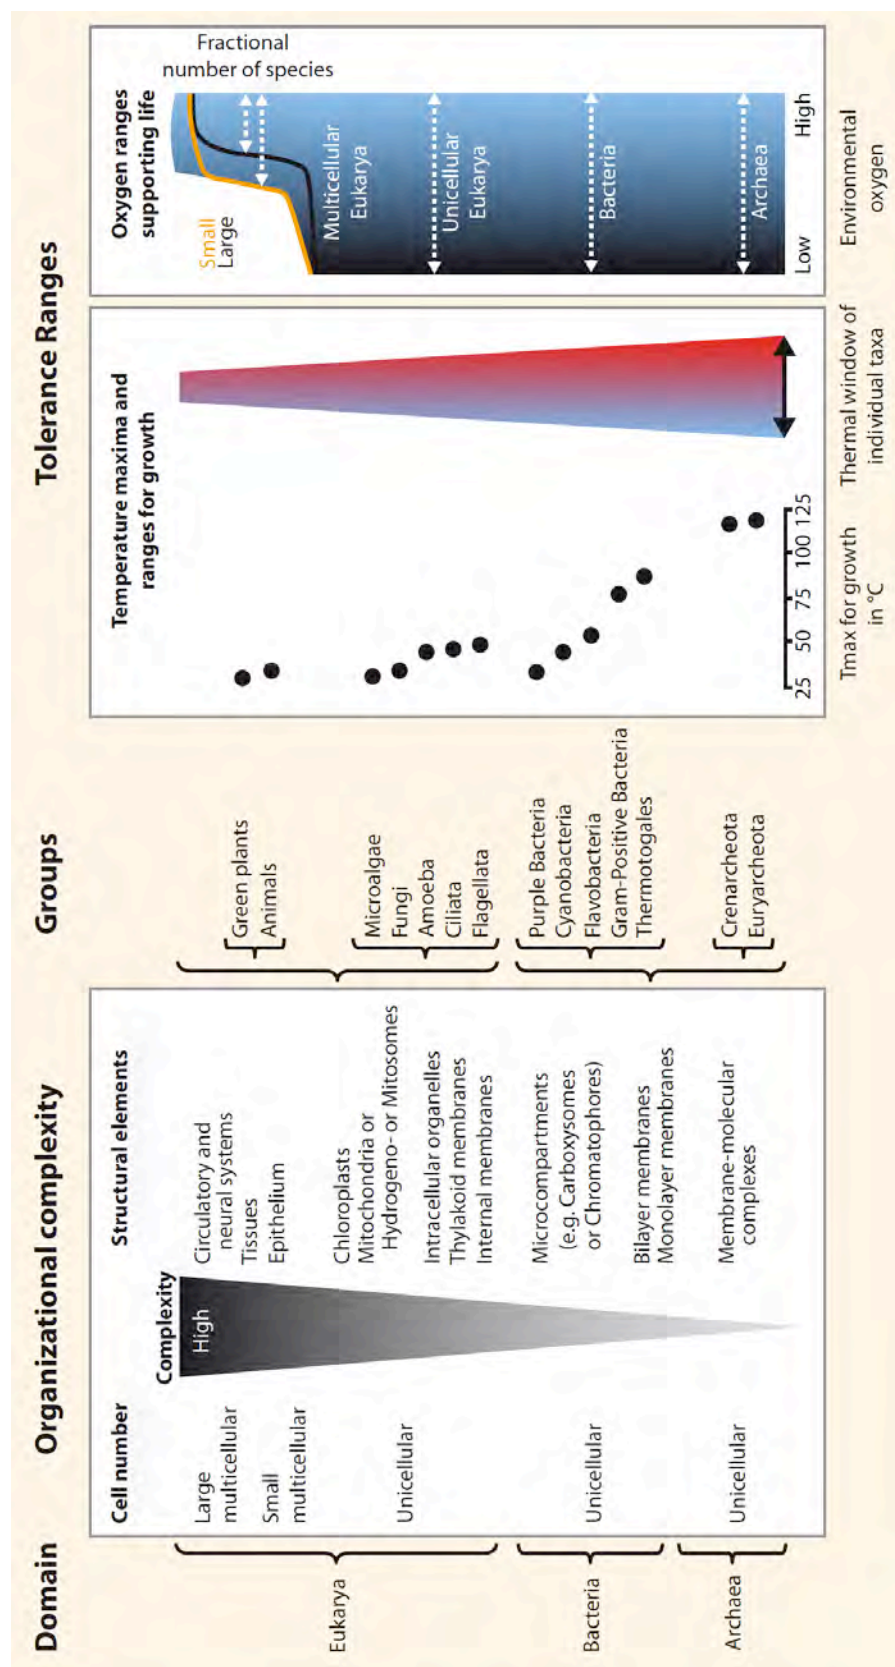 Domain
Organizational complexity
Groups
Tolerance Ranges
Eukarya
Bacteria
Archaea
Cell number
Large
multicellular
Small
multicellular
Unicellular
Unicellular
Unicellular
Complexity
High
Structural elements
Circulatory and
neural systems
Tissues
Epithelium
Chloroplasts
Mitochondria or
Hydrogeno- or Mitosomes
Intracellular organelles
Thylakoid membranes
Internal membranes
Microcompartments
(e.g. Carboxysomes
or Chromatophores)
Bilayer membranes
Monolayer membranes
Membrane-molecular
complexes
Green plants
Animals
Microalgae
Fungi
Amoeba
Ciliata
Flagellata
Purple Bacteria
Cyanobacteria
Flavobacteria
Gram-Positive Bacteria
Thermotogales
Crenarcheota
Euryarcheota
Temperature maxima and
ranges for growth
25 50 75 100 125
Tmax for growth
in °C
Thermal window of
individual taxa
Oxygen ranges
supporting life
Fractional
number of species
Small
Large
Multicellular
Eukarya
Unicellular
Eukarya
Bacteria
Archaea
Low High
Environmental
oxygen